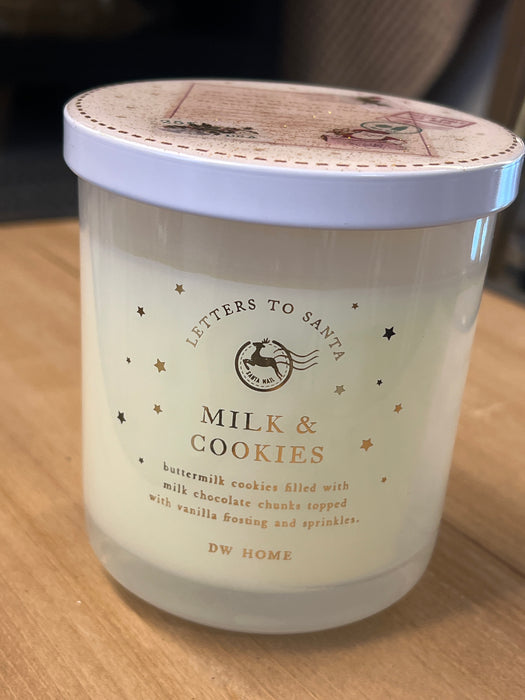 LETTERS TO SANTA
SANTA MAIL
MILK &
COOKIES
buttermilk cookies filled with
milk chocolate chunks topped
with vanilla frosting and sprinkles.
DW HOME